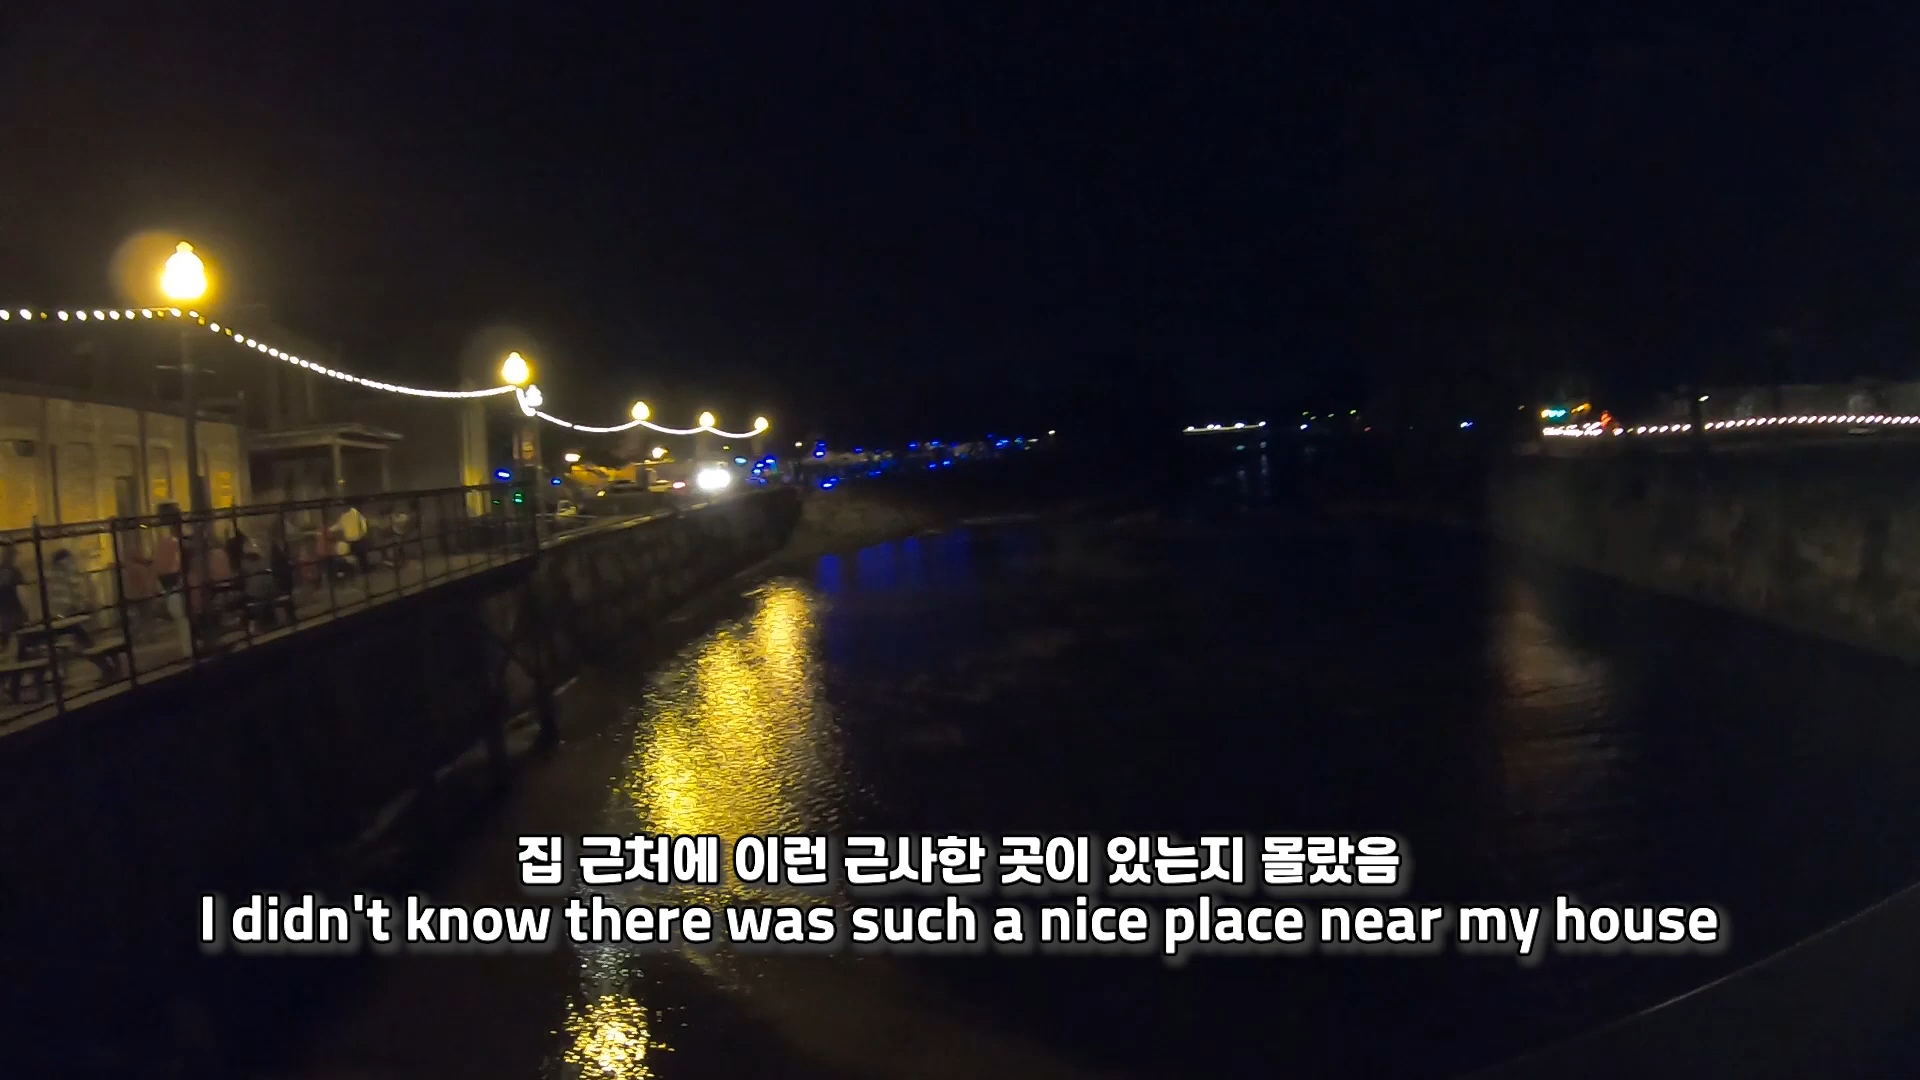 집 근처에 이런 근사한 곳이 있는지 몰랐음
I didn't know there was such a nice place near my house